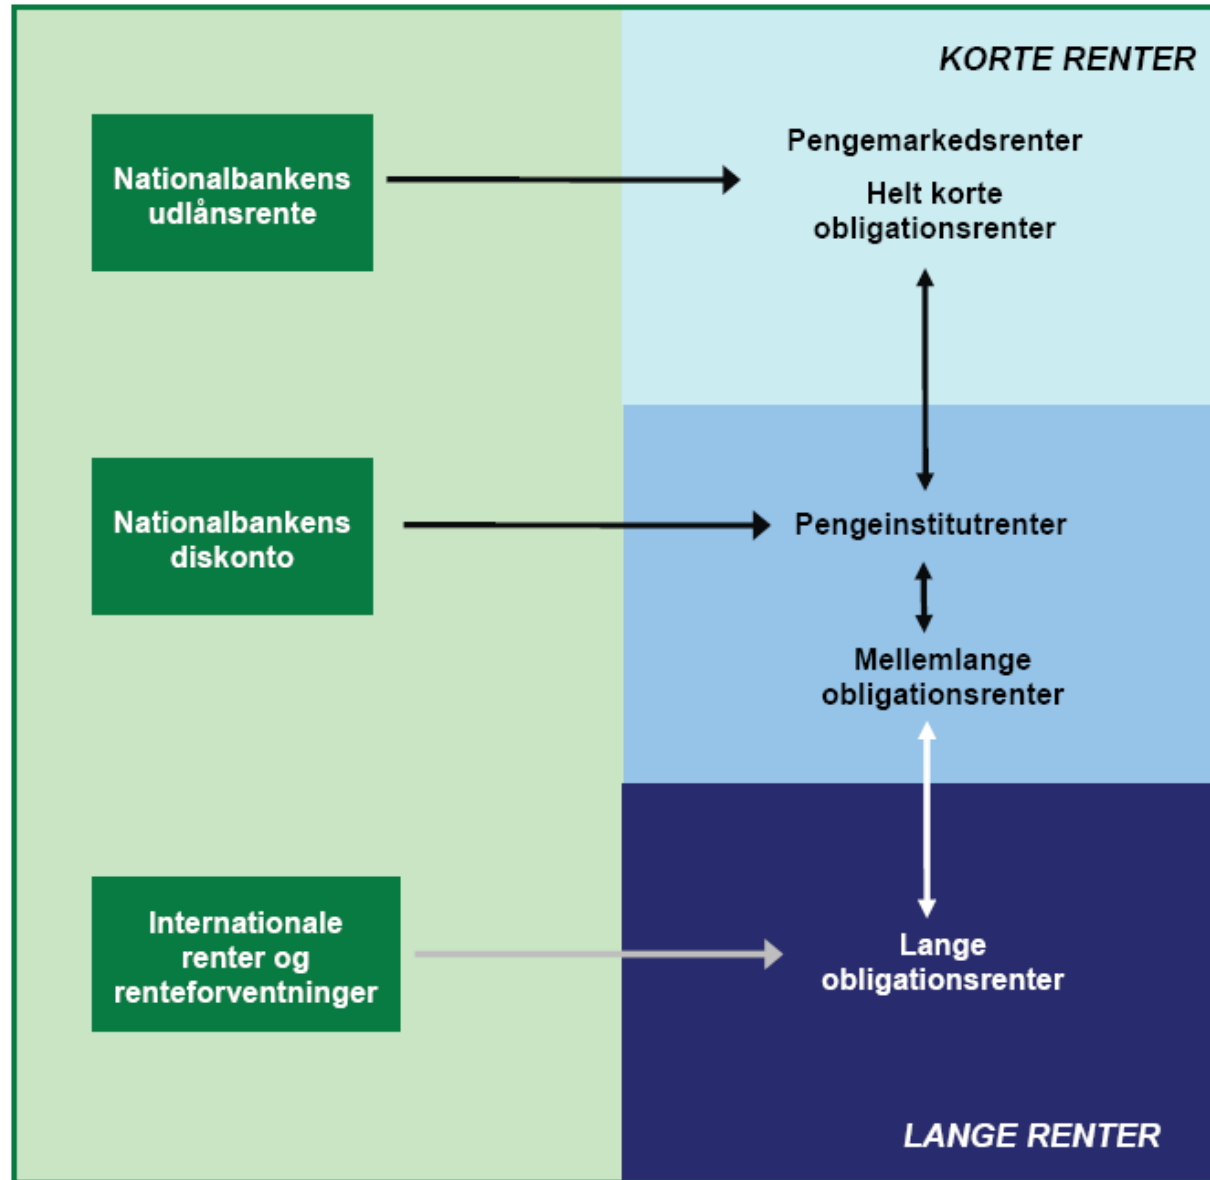 KORTE RENTER
Nationalbankens
udlånsrente
Pengemarkedsrenter
Helt korte
obligationsrenter
Nationalbankens
diskonto
Pengeinstitutrenter
Mellemlange
obligationsrenter
Internationale
renter og
renteforventninger
Lange
obligationsrenter
LANGE RENTER